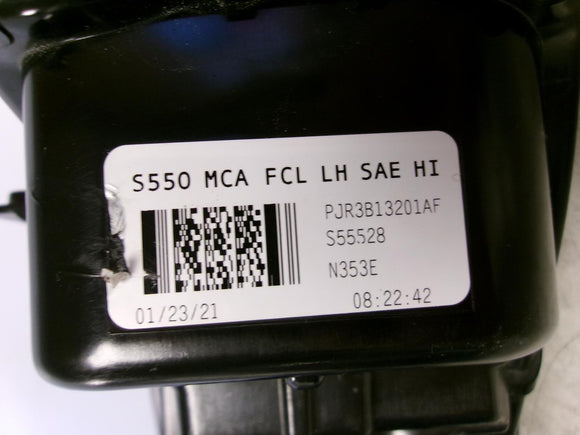 S550 MCA FCL LH SAE HI
PJR3B13201AF
S55528
N353E
01/23/21 08:22:42